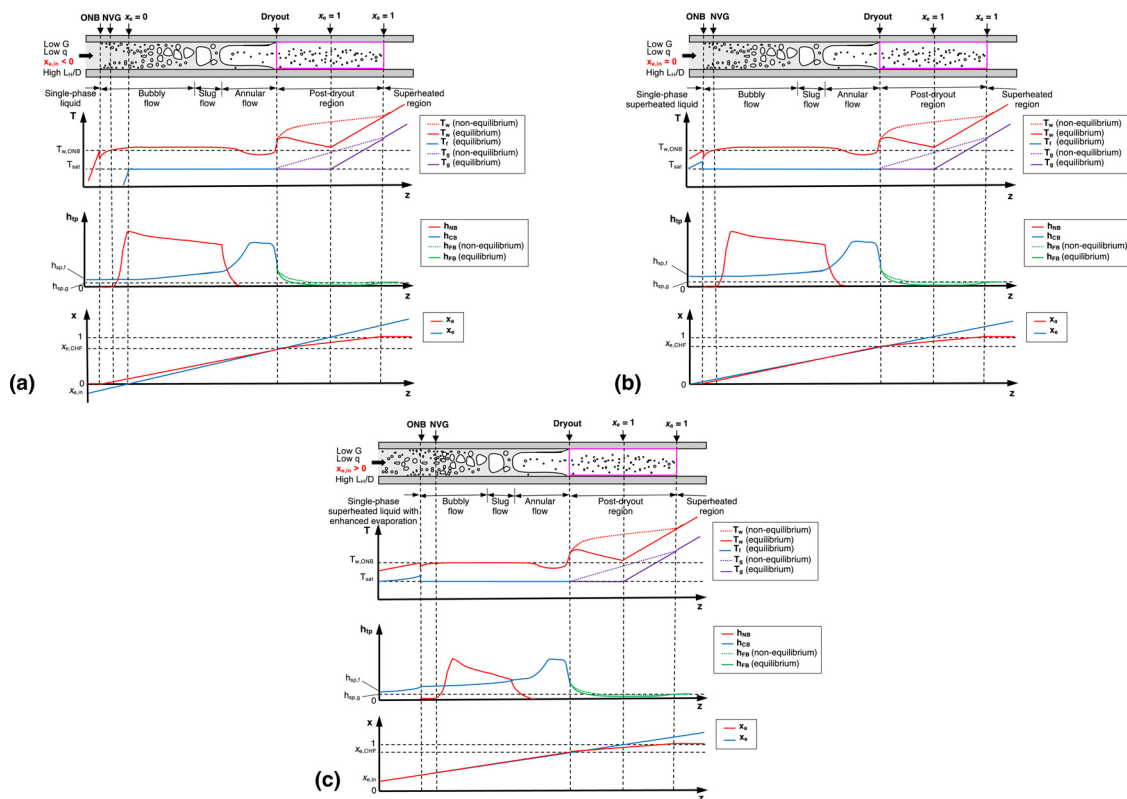 ONB NVG xe = 0 Dryout xe = 1 xa = 1
Low G
Low q
xe,in < 0
High LH/D
Single-phase liquid
Bubbly flow
Slug flow
Annular flow
Post-dryout region
Superheated region
T
Tw,ONB
Tsat
z
Tw (non-equilibrium)
Tw (equilibrium)
Tf (equilibrium)
Tg (non-equilibrium)
Tg (equilibrium)
htp
hsp,f
hsp,g
0
z
hNB
hCB
hFB (non-equilibrium)
hFB (equilibrium)
x
1
xe,CHF
0
xe,in
z
xa
xe
(a)
ONB NVG Dryout xe = 1 xa = 1
Low G
Low q
xe,in = 0
High LH/D
Single-phase superheated liquid
Bubbly flow
Slug flow
Annular flow
Post-dryout region
Superheated region
T
Tw,ONB
Tsat
z
Tw (non-equilibrium)
Tw (equilibrium)
Tf (equilibrium)
Tg (non-equilibrium)
Tg (equilibrium)
htp
hsp,f
hsp,g
0
z
hNB
hCB
hFB (non-equilibrium)
hFB (equilibrium)
x
1
xe,CHF
0
z
xa
xe
(b)
ONB NVG Dryout xe = 1 xa = 1
Low G
Low q
xe,in > 0
High LH/D
Single-phase superheated liquid with enhanced evaporation
Bubbly flow
Slug flow
Annular flow
Post-dryout region
Superheated region
T
Tw,ONB
Tsat
z
Tw (non-equilibrium)
Tw (equilibrium)
Tf (equilibrium)
Tg (non-equilibrium)
Tg (equilibrium)
htp
hsp,f
hsp,g
0
z
hNB
hCB
hFB (non-equilibrium)
hFB (equilibrium)
x
1
xe,CHF
xe,in
0
z
xa
xe
(c)